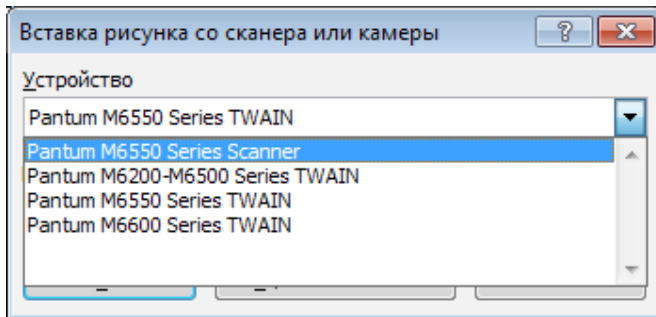 Вставка рисунка со сканера или камеры
Устройство
Pantum M6550 Series TWAIN
Pantum M6550 Series Scanner
Pantum M6200-M6500 Series TWAIN
Pantum M6550 Series TWAIN
Pantum M6600 Series TWAIN